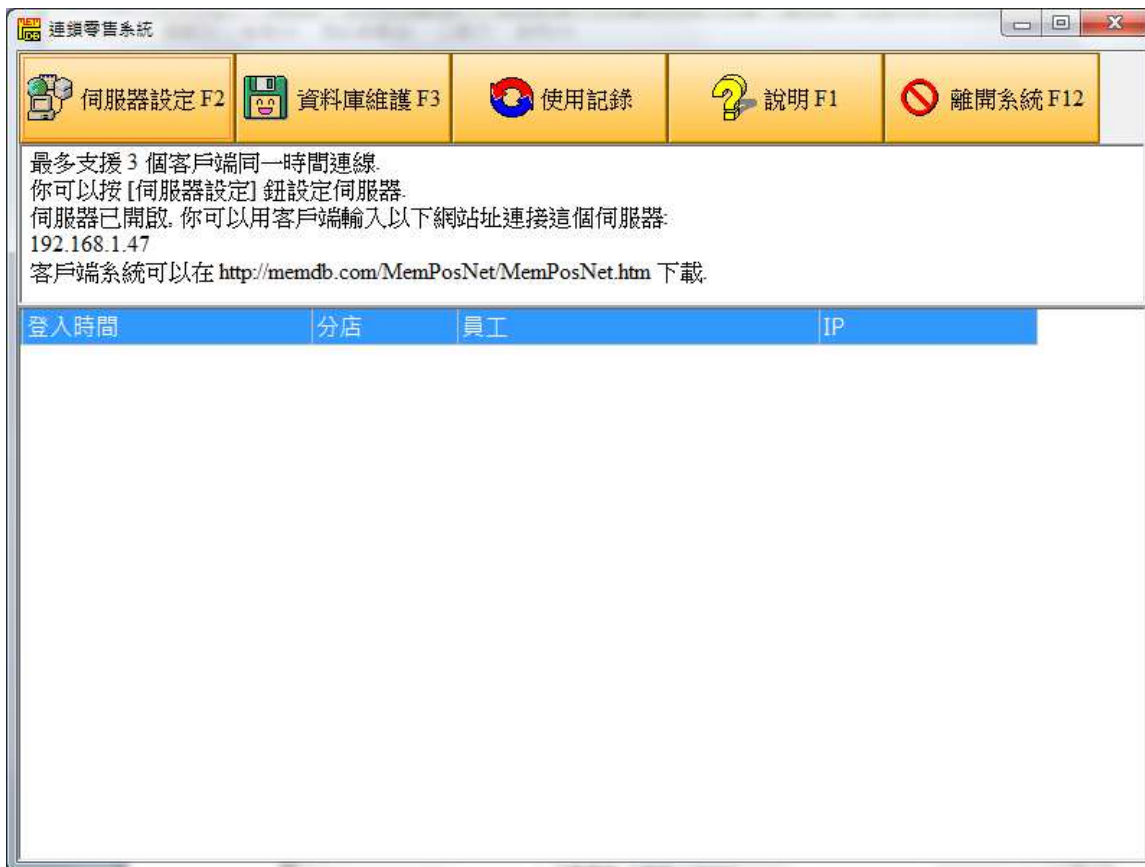 連鎖零售系統
伺服器設定 F2 資料庫維護 F3 使用記錄 說明 F1 離開系統 F12
最多支援 3 個客戶端同一時間連線.
你可以按 [伺服器設定] 鈕設定伺服器.
伺服器已開啟, 你可以用客戶端輸入以下網站址連接這個伺服器:
192.168.1.47
客戶端系統可以在 http://memdb.com/MemPosNet/MemPosNet.htm 下載.
登入時間 分店 員工 IP